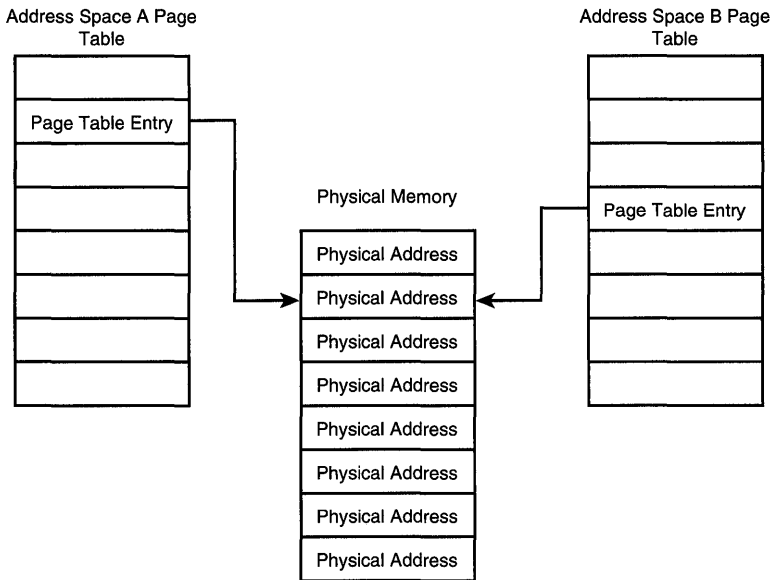 Address Space A Page
Table
Page Table Entry
Address Space B Page
Table
Page Table Entry
Physical Memory
Physical Address
Physical Address
Physical Address
Physical Address
Physical Address
Physical Address
Physical Address
Physical Address